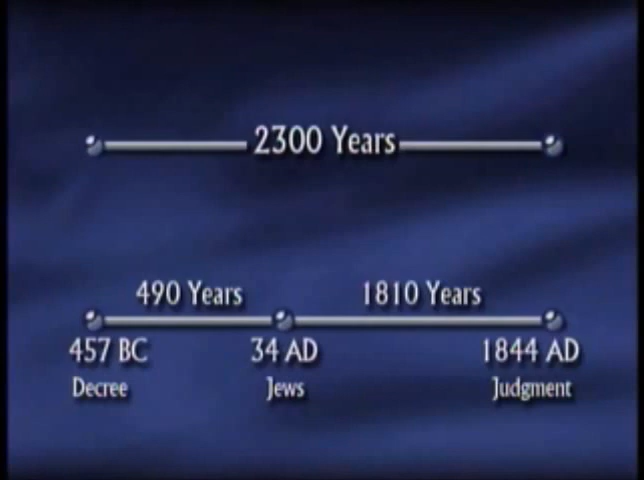 2300 Years
490 Years 1810 Years
457 BC 34 AD 1844 AD
Decree Jews Judgment